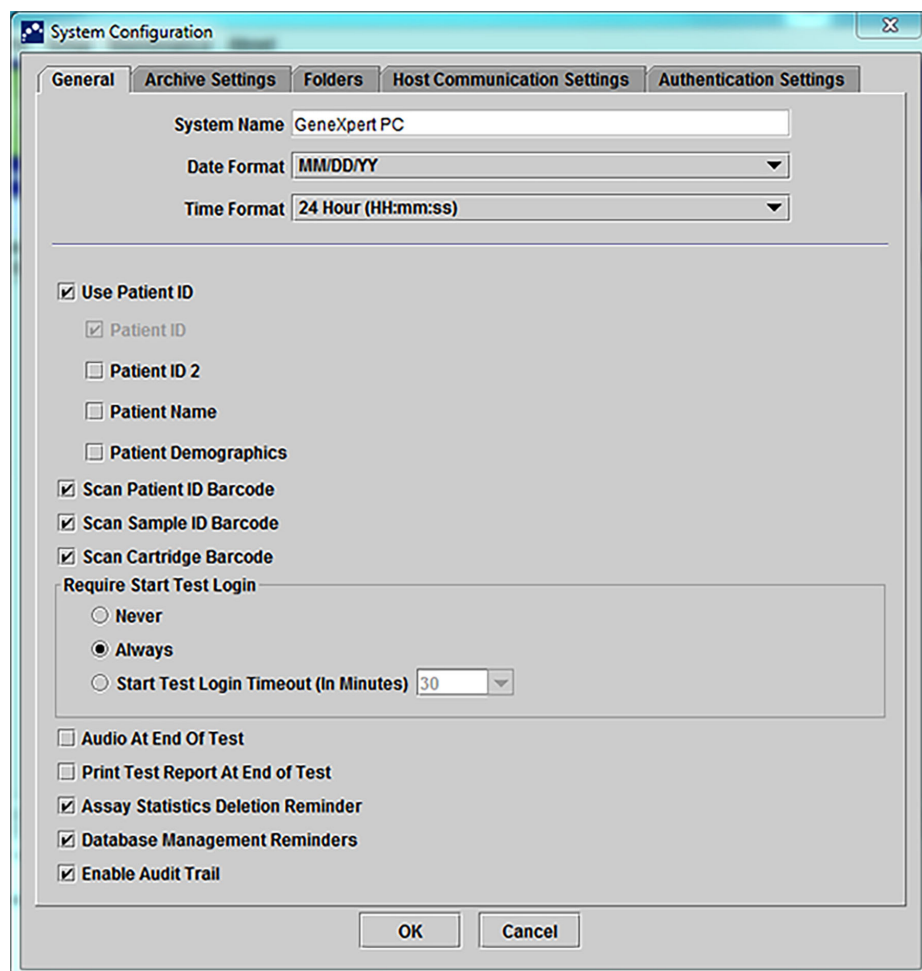 System Configuration
General Archive Settings Folders Host Communication Settings Authentication Settings
System Name GeneXpert PC
Date Format MM/DD/YY
Time Format 24 Hour (HH:mm:ss)
Use Patient ID
Patient ID
Patient ID 2
Patient Name
Patient Demographics
Scan Patient ID Barcode
Scan Sample ID Barcode
Scan Cartridge Barcode
Require Start Test Login
Never
Always
Start Test Login Timeout (In Minutes) 30
Audio At End Of Test
Print Test Report At End of Test
Assay Statistics Deletion Reminder
Database Management Reminders
Enable Audit Trail
OK Cancel